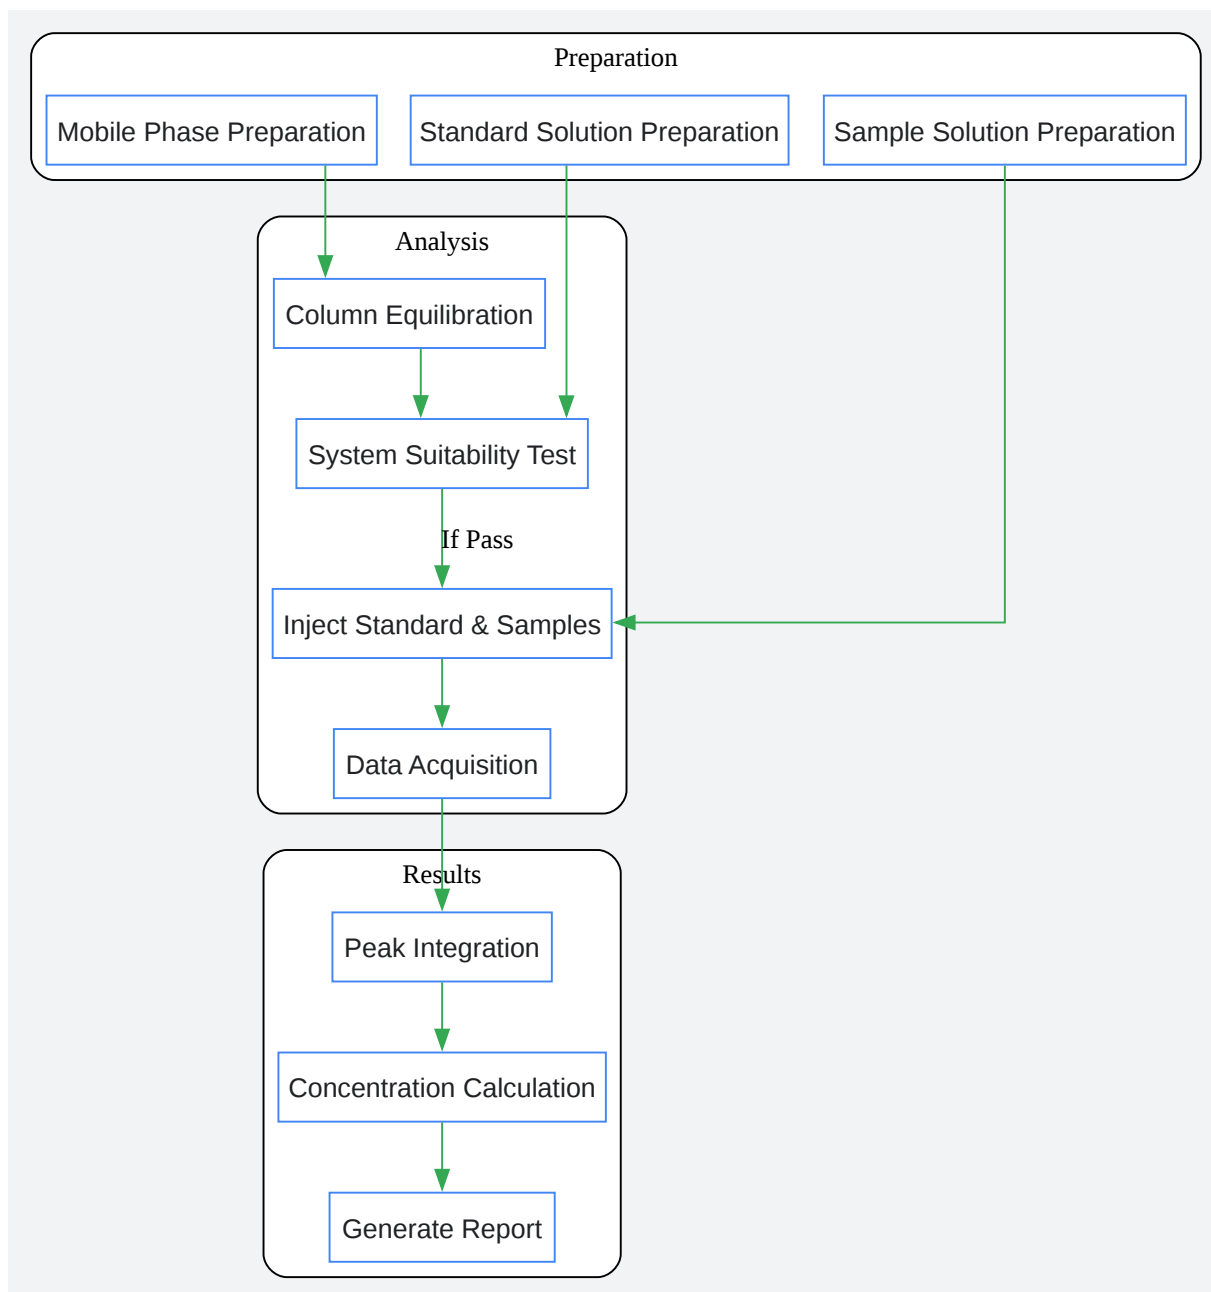 Preparation
Mobile Phase Preparation
Standard Solution Preparation
Sample Solution Preparation
Analysis
Column Equilibration
System Suitability Test
If Pass
Inject Standard & Samples
Data Acquisition
Results
Peak Integration
Concentration Calculation
Generate Report